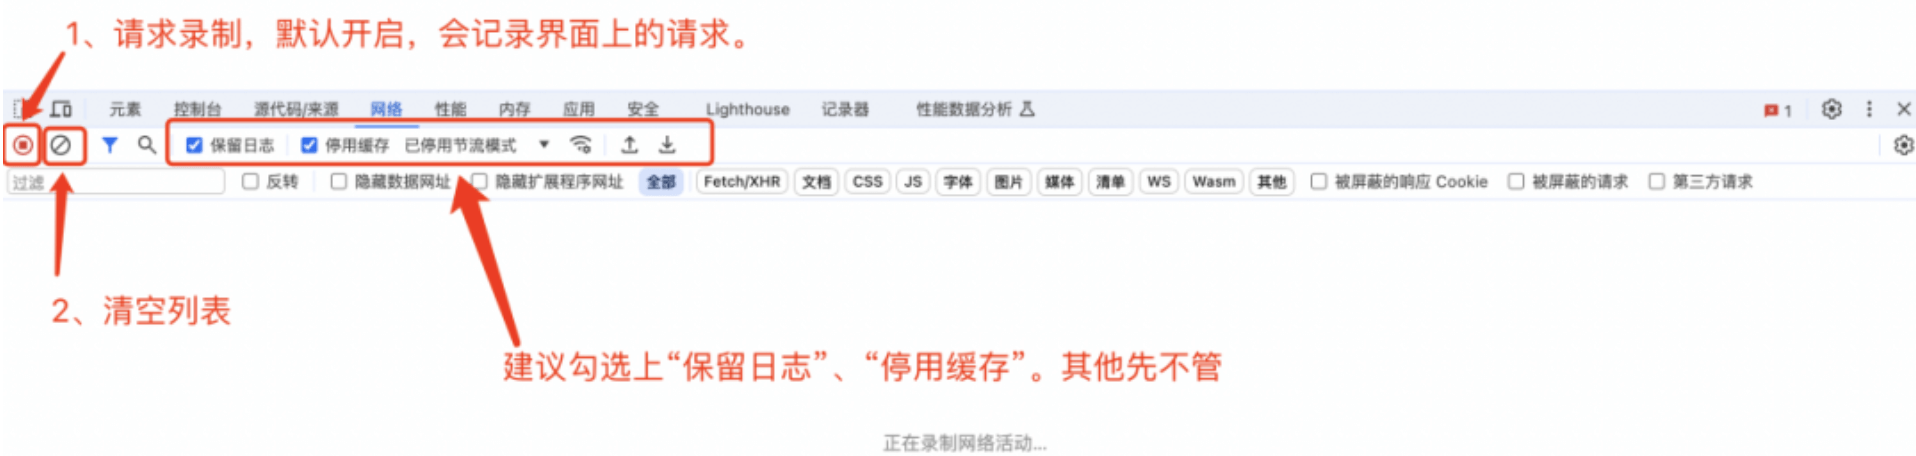 1、请求录制，默认开启，会记录界面上的请求。
元素 控制台 源代码/来源 网络 性能 内存 应用 安全 Lighthouse 记录器 性能数据分析 1
保留日志 停用缓存 已停用节流模式
过滤 反转 隐藏数据网址 隐藏扩展程序网址 全部 Fetch/XHR 文档 CSS JS 字体 图片 媒体 清单 WS Wasm 其他 被屏蔽的响应 Cookie 被屏蔽的请求 第三方请求
2、清空列表
建议勾选上“保留日志”、“停用缓存”。其他先不管
正在录制网络活动...